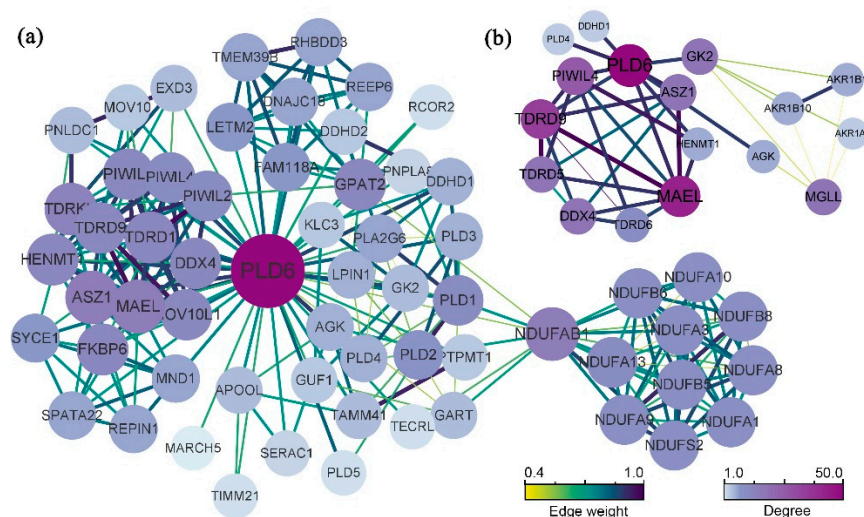 (a)
(b)
TMEM39B
RHBDD3
EXD3
MOV10
DNAJC18
REEP6
RCOR2
PNLDC1
LETM2
DDHD2
FAM118A
PIWIL4
PIWIL2
GPAT2
DDHD1
TDRD9
TDRD1
KLC3
PLA2G6
PLD3
HENMT
DDX4
PLD6
LPIN1
GK2
PLD1
ASZ1
MAEL
OV10L1
AGK
SYCE1
FKBP6
MND1
PLD4
PLD2
PTPMT1
GUF1
SPATA22
REPIN1
APOOL
TAMM41
GART
MARCH5
SERAC1
PLD5
TECRL
TIMM21
NDUFAB1
NDUFA10
NDUFB6
NDUFB8
NDUFA3
NDUFA13
NDUFA8
NDUFB5
NDUFA9
NDUFA1
NDUFS2
DDHD1
PLD4
PLD6
GK2
PIWIL4
ASZ1
AKR1B1
AKR1B10
TDRD9
HENMT1
AKR1A
AGK
TDRD5
MAEL
MGLL
DDX4
TDRD6
0.4 1.0
Edge weight
1.0 50.0
Degree